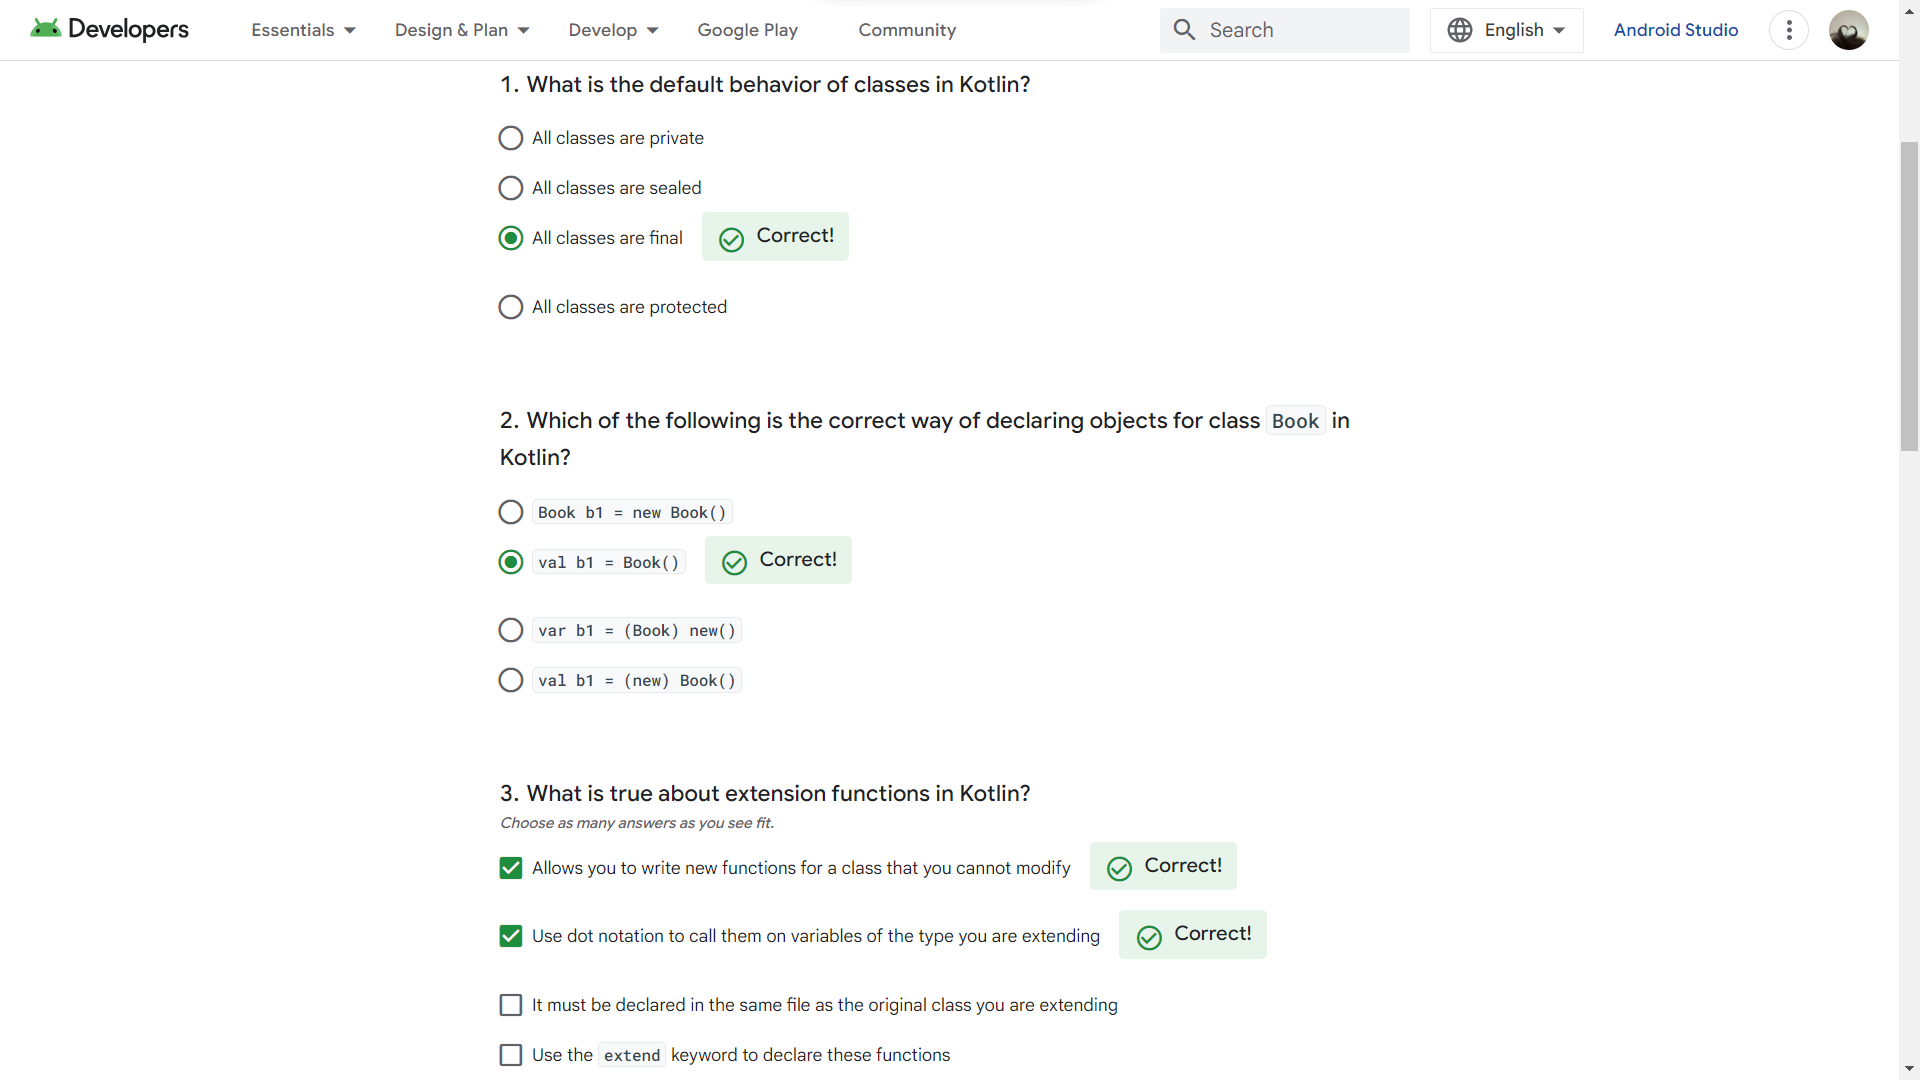 Developers Essentials Design & Plan Develop Google Play Community Search English Android Studio
1. What is the default behavior of classes in Kotlin?
All classes are private
All classes are sealed
All classes are final Correct!
All classes are protected
2. Which of the following is the correct way of declaring objects for class Book in
Kotlin?
Book b1 = new Book()
val b1 = Book() Correct!
var b1 = (Book) new()
val b1 = (new) Book()
3. What is true about extension functions in Kotlin?
Choose as many answers as you see fit.
Allows you to write new functions for a class that you cannot modify Correct!
Use dot notation to call them on variables of the type you are extending Correct!
It must be declared in the same file as the original class you are extending
Use the extend keyword to declare these functions